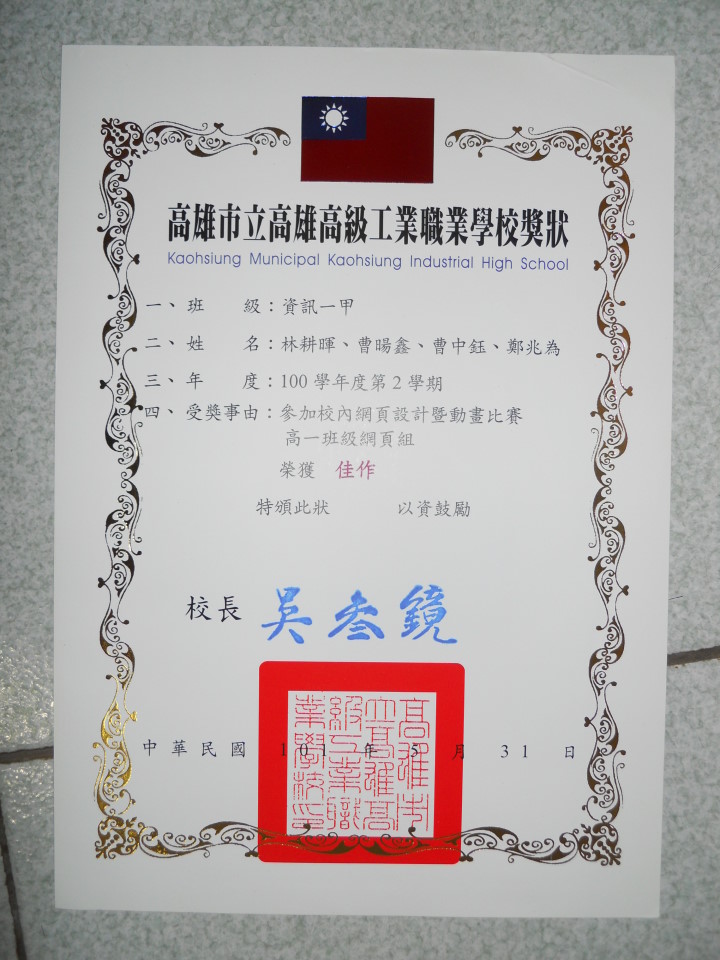 高雄市立高雄高級工業職業學校獎狀
Kaohsiung Municipal Kaohsiung Industrial High School
一、班　　級：資訊一甲
二、姓　　名：林耕暉、曹暘鑫、曹中鈺、鄭兆為
三、年　　度：100 學年度第 2 學期
四、受獎事由：參加校內網頁設計暨動畫比賽
高一班級網頁組
榮獲　佳作
特頒此狀　　　以資鼓勵
校長 吳叁鏡
高雄市立高雄高級工業職業學校印
中華民國 101 年 5 月 31 日